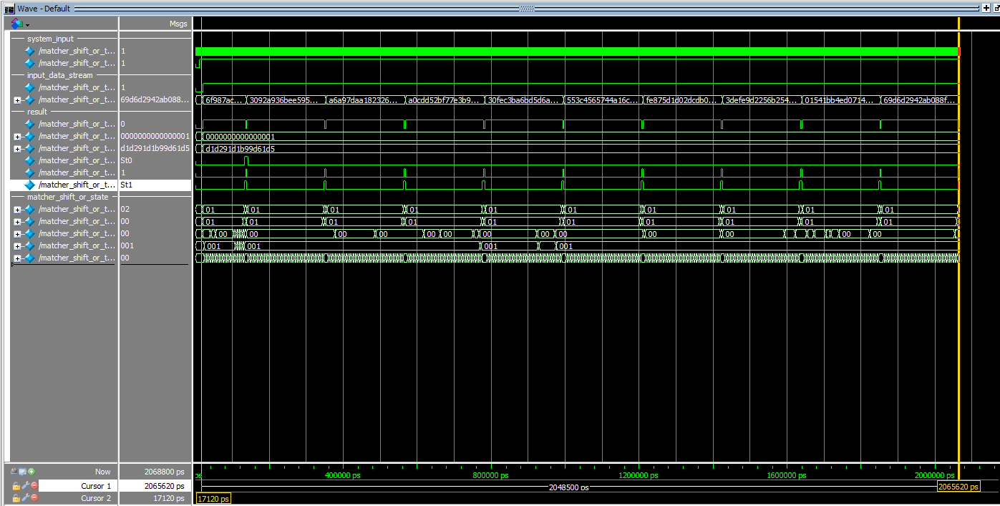 Wave - Default
Msgs
system_input
/matcher_shift_or_t... 1
/matcher_shift_or_t... 1
input_data_stream
/matcher_shift_or_t... 1
/matcher_shift_or_t... 69d6d2942ab088... 6f987ac... 3092a936bee595... a6a97daa182326... a0cdd52bf77e3b9... 30fec3ba6bd5d6a... 553c4565744a16c... fe875d1d02dcdb0... 3defe9d2256b254... 01541bb4ed0714... 69d6d2942ab088f...
result
/matcher_shift_or_t... 0
/matcher_shift_or_t... 0000000000000001 0000000000000001
/matcher_shift_or_t... d1d291d1b99d61d5 d1d291d1b99d61d5
/matcher_shift_or_t... St0
/matcher_shift_or_t... 1
/matcher_shift_or_t... St1
matcher_shift_or_state
/matcher_shift_or_t... 02 01 01 01 01 01 01 01 01 01 01
/matcher_shift_or_t... 00 01 01 01 01 01 01 01 01 01 01
/matcher_shift_or_t... 00 00 00 00 00 00 00 00 00 00 00 00 00 00
/matcher_shift_or_t... 001 001 001 001 001
/matcher_shift_or_t... 00
Now 2068800 ps ps 400000 ps 800000 ps 1200000 ps 1600000 ps 2000000 ps
Cursor 1 2065620 ps 2048500 ps 2065620 ps
Cursor 2 17120 ps 17120 ps